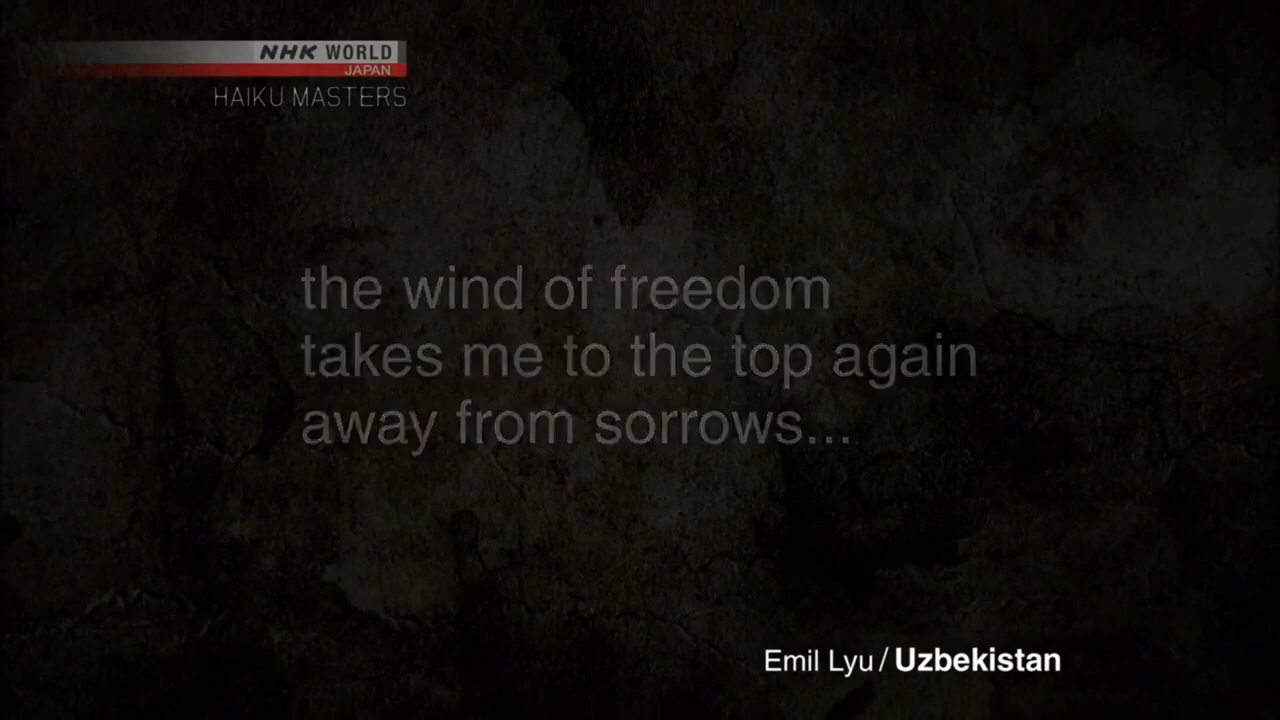 NHK WORLD
JAPAN
HAIKU MASTERS
the wind of freedom
takes me to the top again
away from sorrows...
Emil Lyu / Uzbekistan